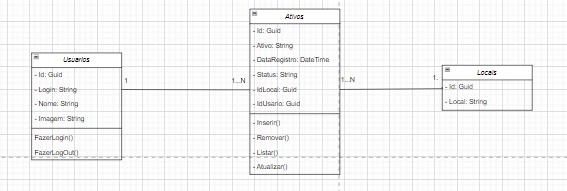 Usuarios
- Id: Guid
- Login: String
- Nome: String
- Imagem: String
FazerLogin()
FazerLogOut()
1
1...N
Ativos
- Id: Guid
- Ativo: String
- DataRegistro: DateTime
- Status: String
- IdLocal: Guid
- IdUsario: Guid
- Inserir()
- Remover()
- Listar()
- Atualizar()
1...N
1.
Locais
- Id: Guid
- Local: String